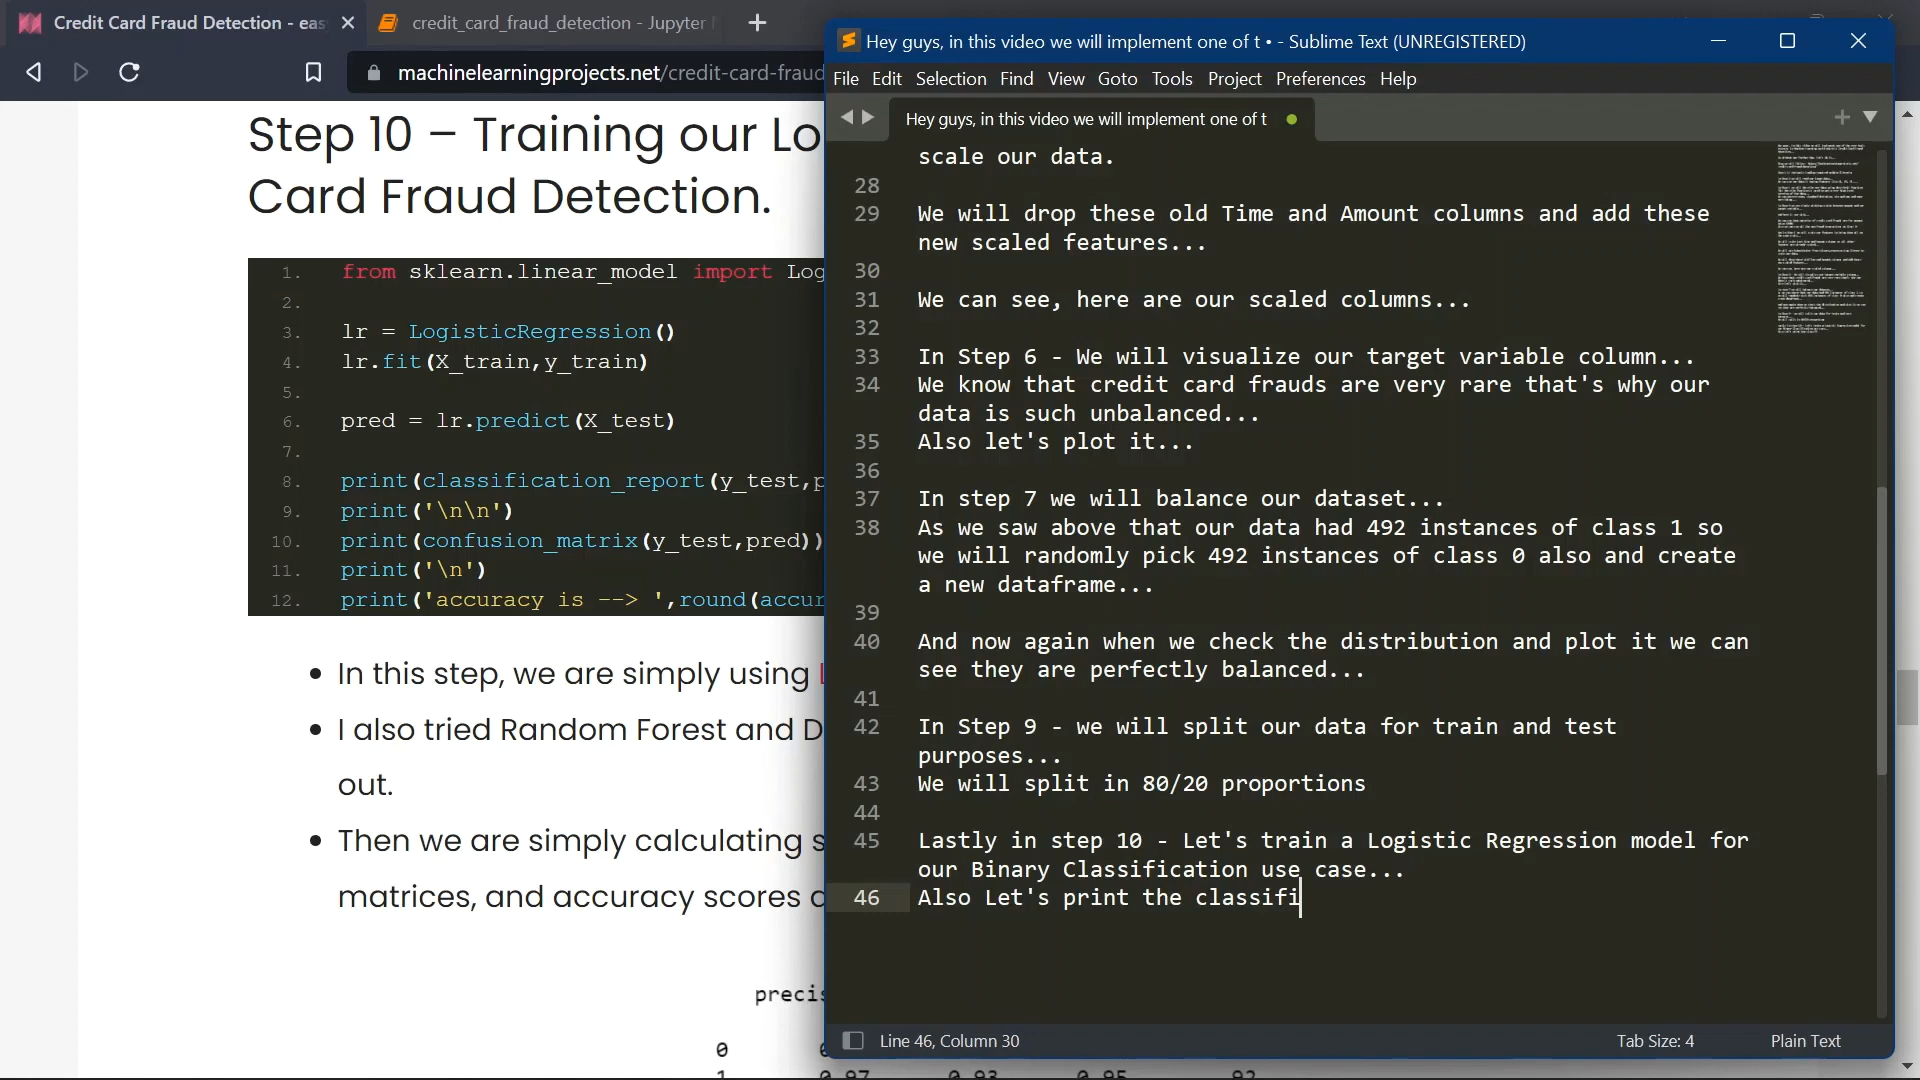 Credit Card Fraud Detection - eas
credit_card_fraud_detection - Jupyter
machinelearningprojects.net/credit-card-fraud
Step 10 – Training our Lo
Card Fraud Detection.
1. from sklearn.linear_model import Log
2.
3. lr = LogisticRegression()
4. lr.fit(X_train,y_train)
5.
6. pred = lr.predict(X_test)
7.
8. print(classification_report(y_test,p
9. print('\n\n')
10. print(confusion_matrix(y_test,pred))
11. print('\n')
12. print('accuracy is --> ',round(accur
• In this step, we are simply using
• I also tried Random Forest and D
out.
• Then we are simply calculating s
matrices, and accuracy scores
precis
0
1 0.97 0.93 0.95 92
Hey guys, in this video we will implement one of t • - Sublime Text (UNREGISTERED)
File Edit Selection Find View Goto Tools Project Preferences Help
Hey guys, in this video we will implement one of t
scale our data.
28
29 We will drop these old Time and Amount columns and add these
new scaled features...
30
31 We can see, here are our scaled columns...
32
33 In Step 6 - We will visualize our target variable column...
34 We know that credit card frauds are very rare that's why our
data is such unbalanced...
35 Also let's plot it...
36
37 In step 7 we will balance our dataset...
38 As we saw above that our data had 492 instances of class 1 so
we will randomly pick 492 instances of class 0 also and create
a new dataframe...
39
40 And now again when we check the distribution and plot it we can
see they are perfectly balanced...
41
42 In Step 9 - we will split our data for train and test
purposes...
43 We will split in 80/20 proportions
44
45 Lastly in step 10 - Let's train a Logistic Regression model for
our Binary Classification use case...
46 Also Let's print the classifi
Line 46, Column 30
Tab Size: 4
Plain Text